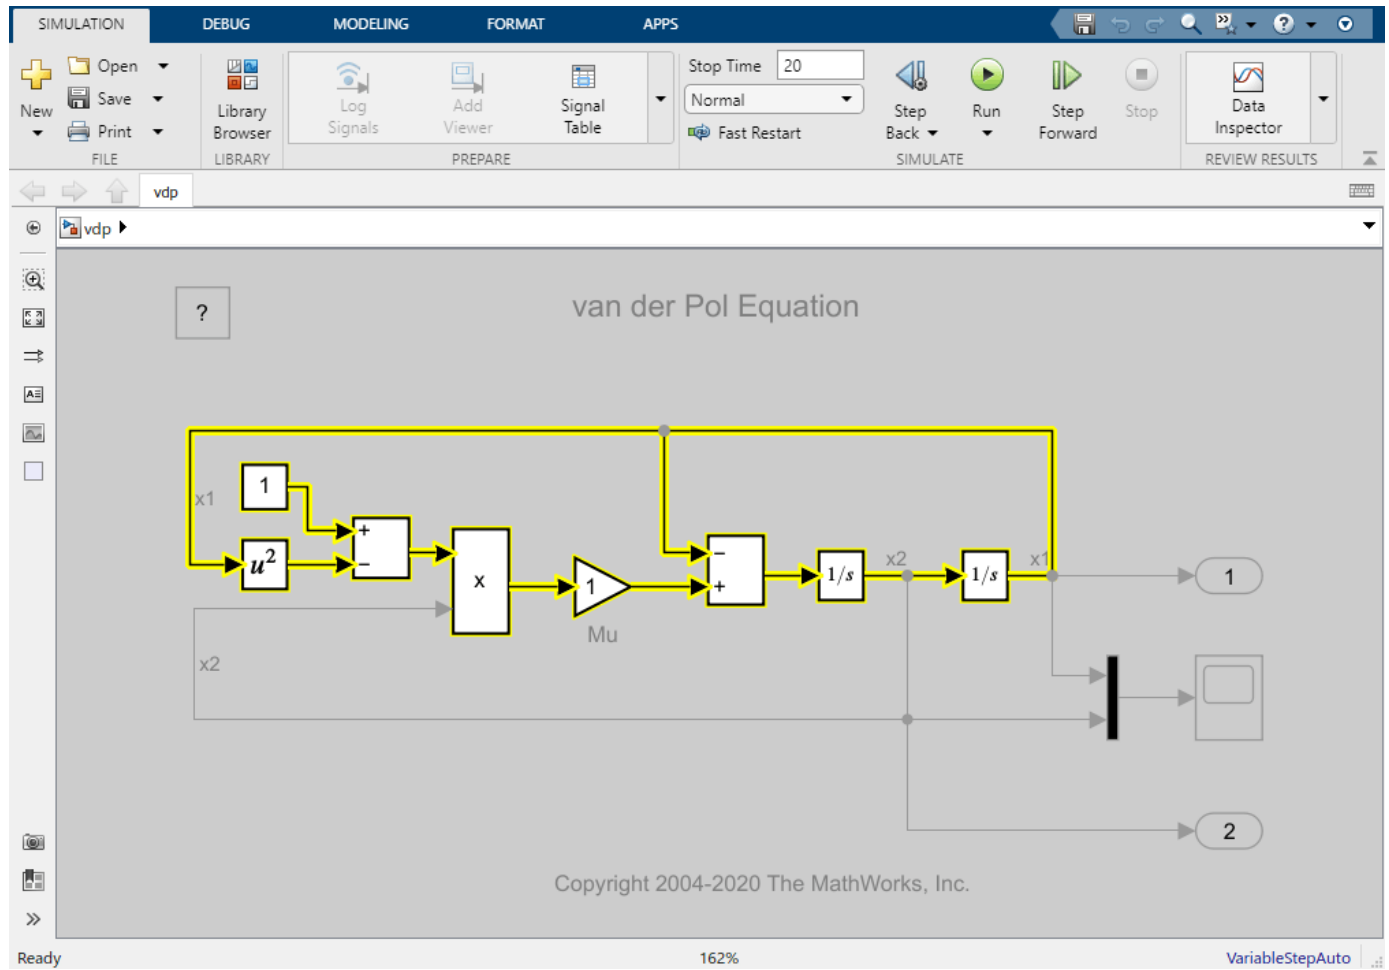 SIMULATION DEBUG MODELING FORMAT APPS
New
Open
Save
Print
FILE
Library
Browser
LIBRARY
Log
Signals
Add
Viewer
Signal
Table
PREPARE
Stop Time 20
Normal
Fast Restart
Step
Back
Run
Step
Forward
Stop
SIMULATE
Data
Inspector
REVIEW RESULTS
vdp
vdp
?
van der Pol Equation
x1
1
u²
+
−
x
1
Mu
−
+
1/s
x2
1/s
x1
1
x2
2
Copyright 2004-2020 The MathWorks, Inc.
Ready 162% VariableStepAuto